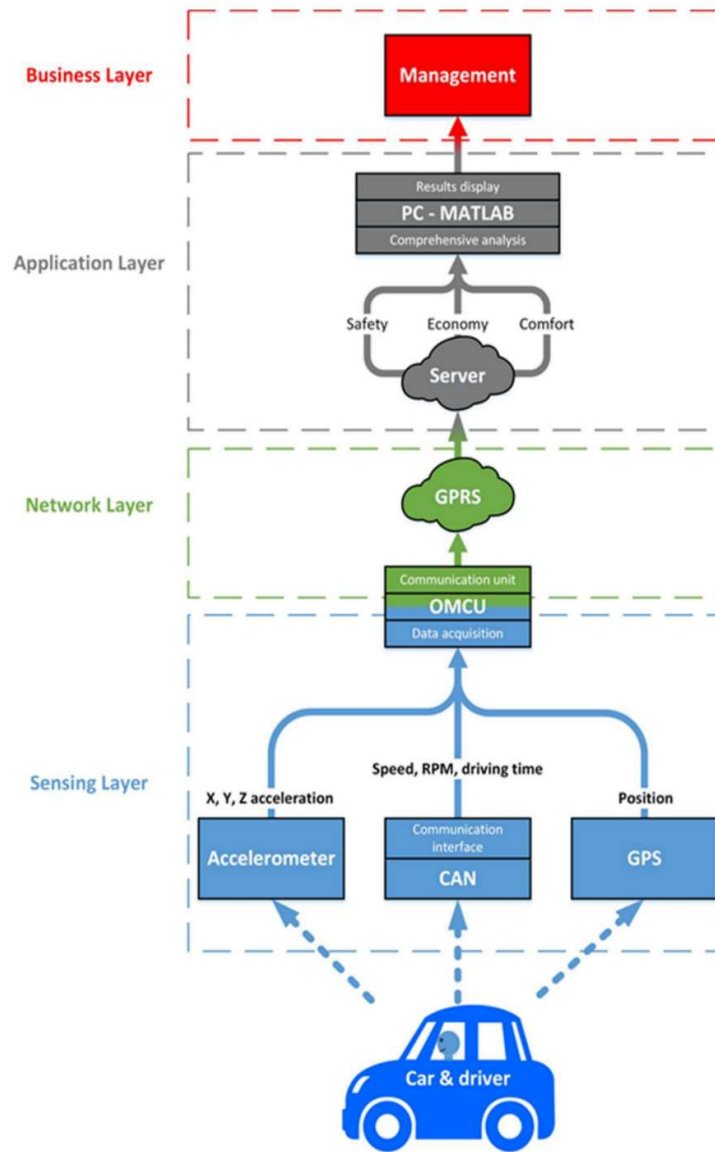 Business Layer
Management
Results display
PC - MATLAB
Comprehensive analysis
Application Layer
Safety
Economy
Comfort
Server
Network Layer
GPRS
Communication unit
OMCU
Data acquisition
Sensing Layer
Speed, RPM, driving time
X, Y, Z acceleration
Position
Accelerometer
Communication
interface
CAN
GPS
Car & driver